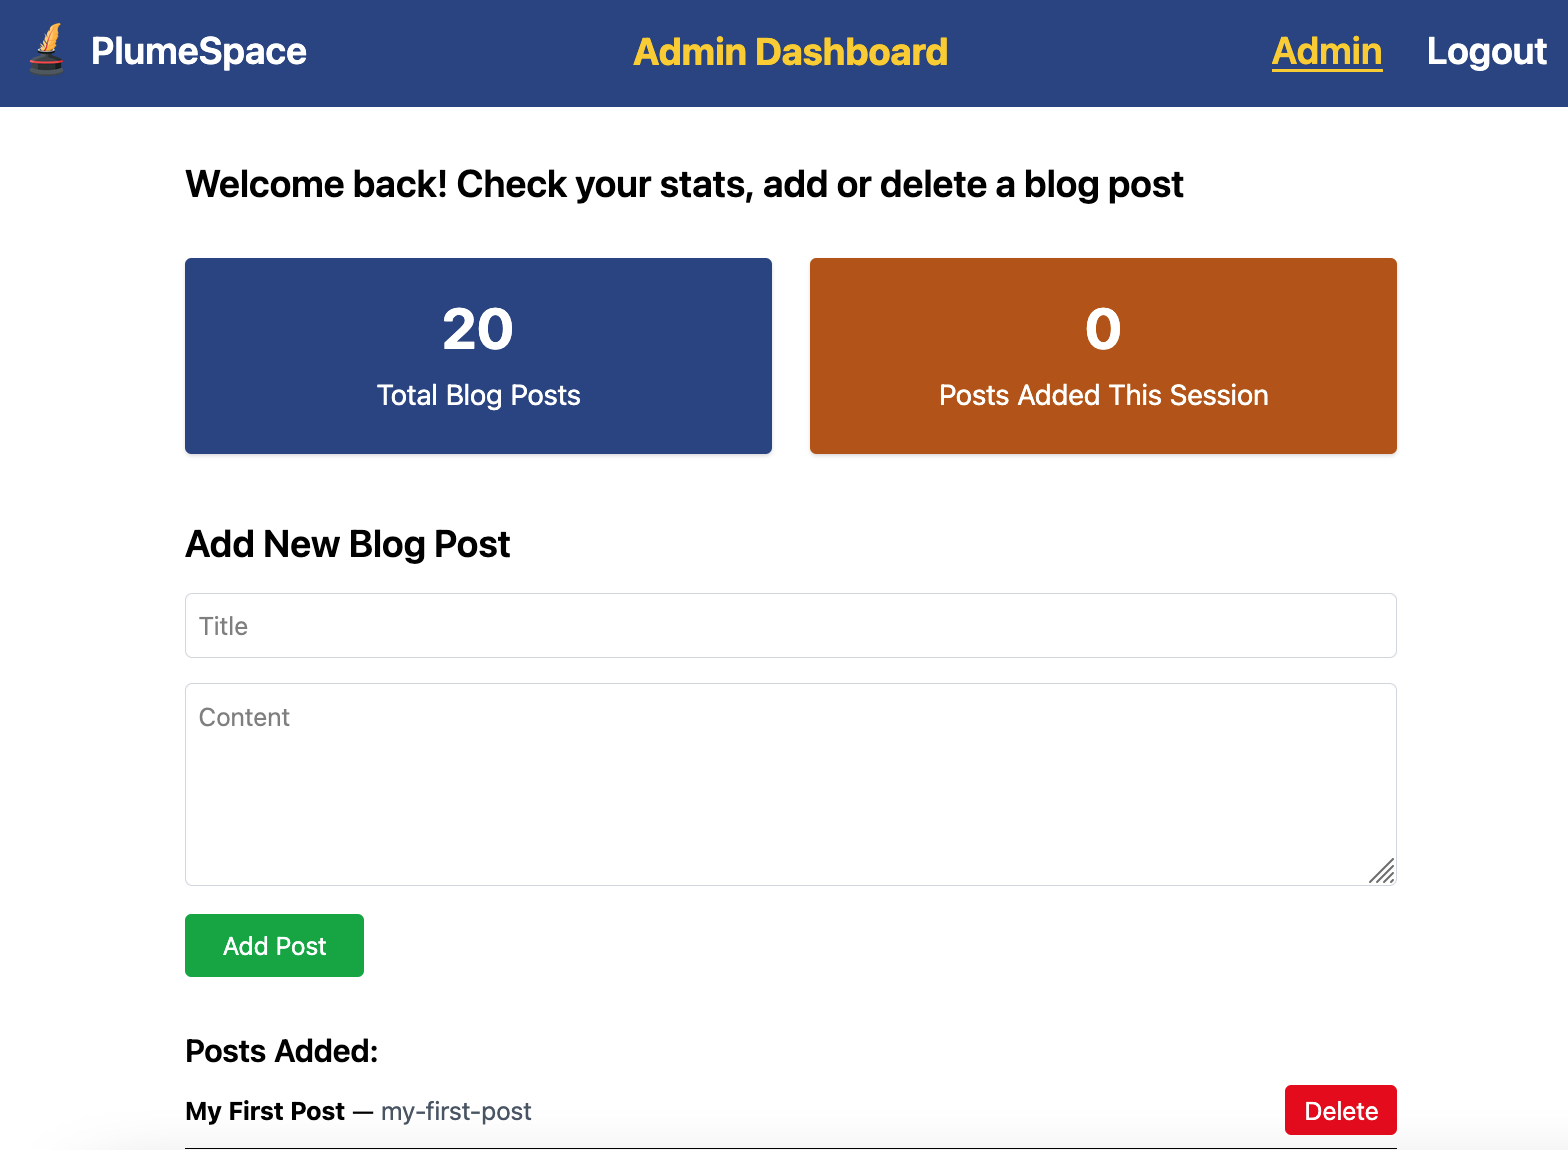 PlumeSpace
Admin Dashboard
Admin
Logout
Welcome back! Check your stats, add or delete a blog post
20
Total Blog Posts
0
Posts Added This Session
Add New Blog Post
Title
Content
Add Post
Posts Added:
My First Post — my-first-post
Delete